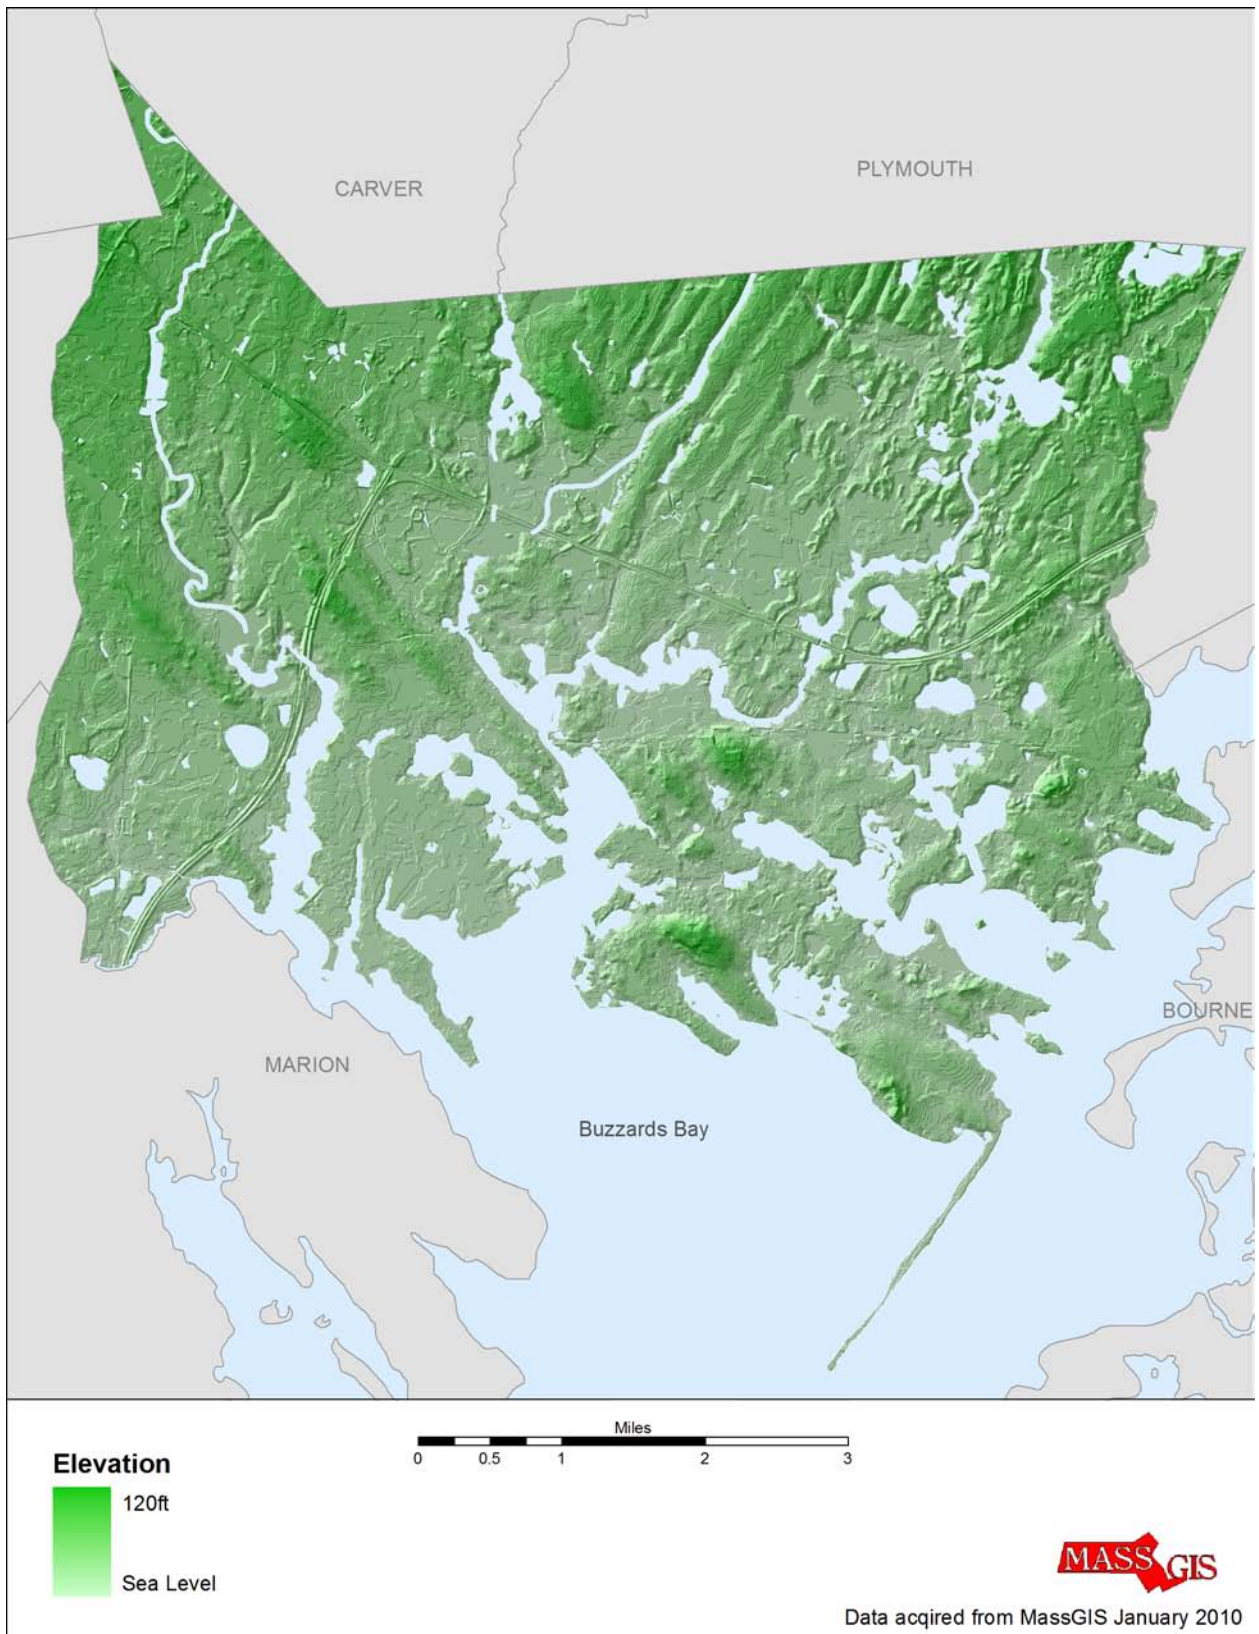 PLYMOUTH
CARVER
BOURNE
MARION
Buzzards Bay
Miles
0 0.5 1 2 3
Elevation
120ft
Sea Level
MASS GIS
Data acqired from MassGIS January 2010